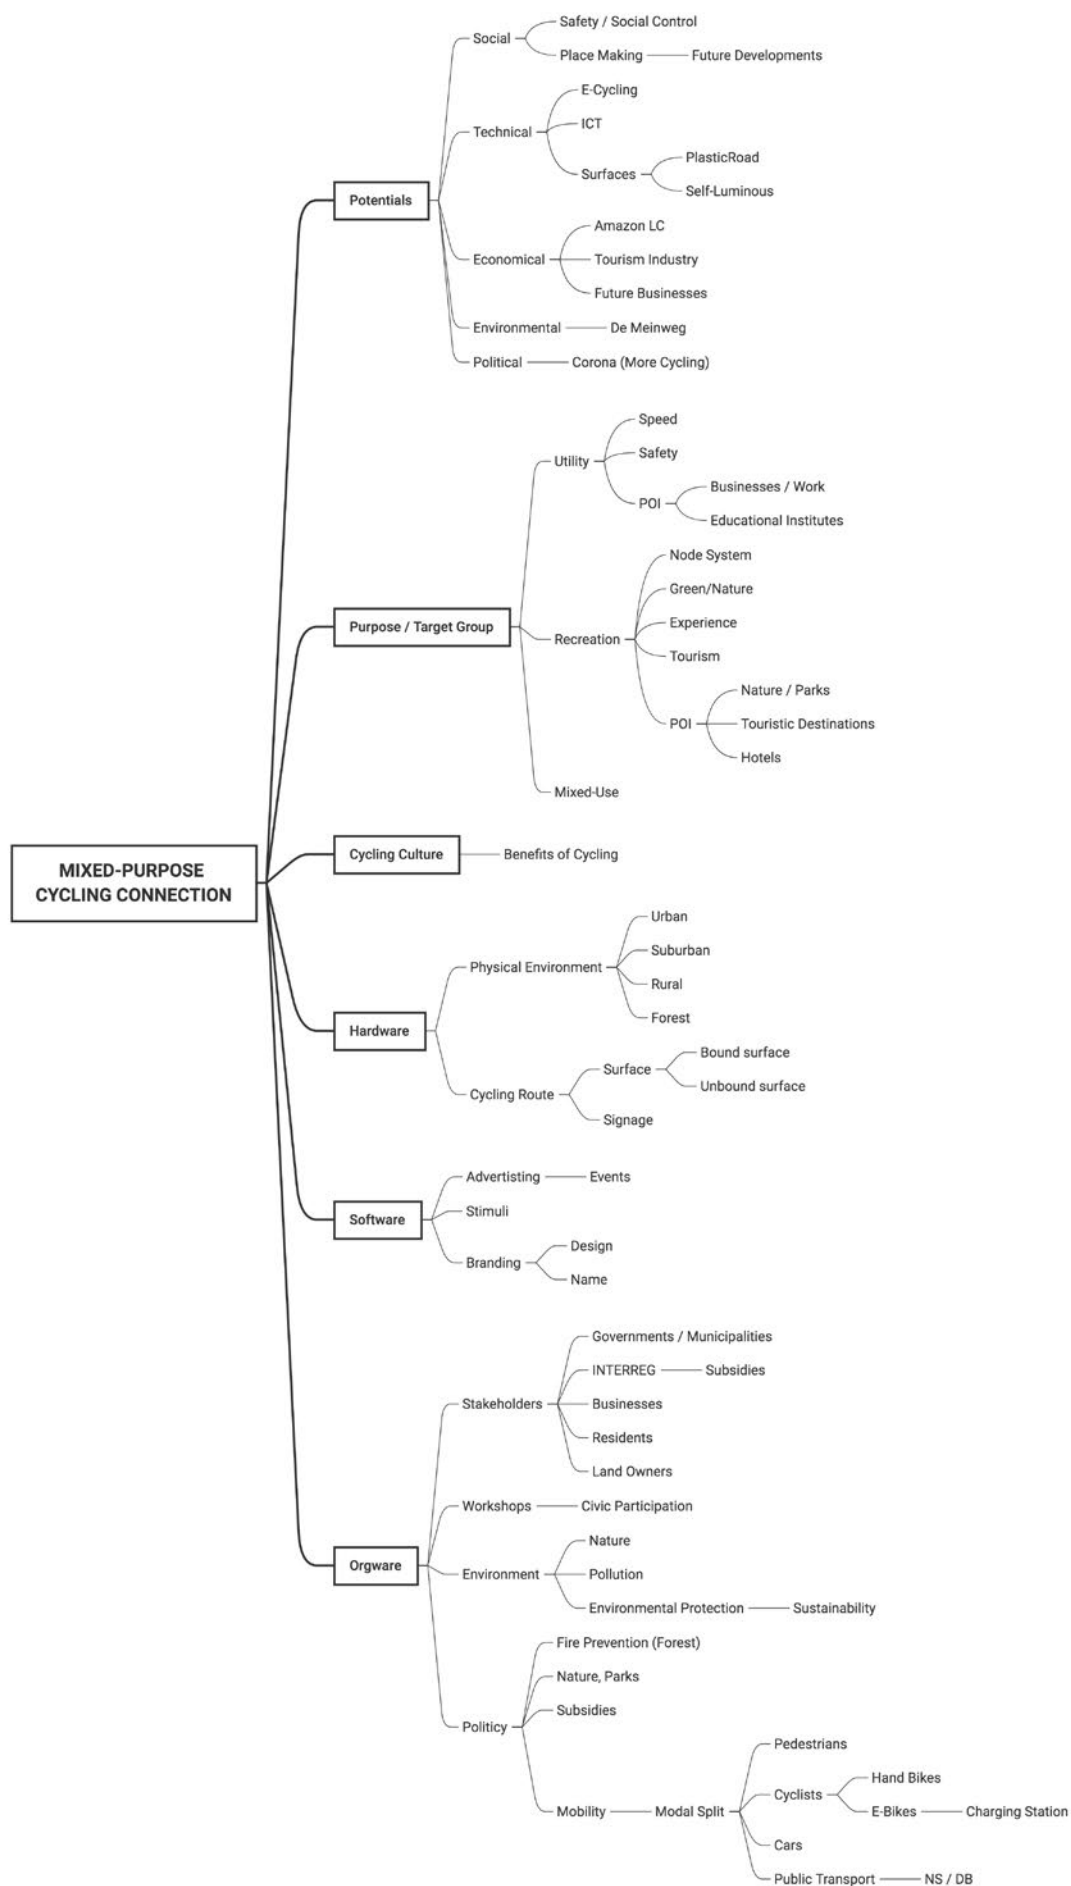 Safety / Social Control
Social
Place Making
Future Developments
E-Cycling
ICT
Technical
PlasticRoad
Surfaces
Self-Luminous
Potentials
Amazon LC
Economical
Tourism Industry
Future Businesses
Environmental
De Meinweg
Political
Corona (More Cycling)
Speed
Utility
Safety
Businesses / Work
POI
Educational Institutes
Node System
Green/Nature
Purpose / Target Group
Experience
Recreation
Tourism
Nature / Parks
POI
Touristic Destinations
Hotels
Mixed-Use
MIXED-PURPOSE
CYCLING CONNECTION
Cycling Culture
Benefits of Cycling
Urban
Suburban
Physical Environment
Rural
Forest
Hardware
Bound surface
Surface
Unbound surface
Cycling Route
Signage
Advertisting
Events
Software
Stimuli
Design
Branding
Name
Governments / Municipalities
INTERREG
Subsidies
Stakeholders
Businesses
Residents
Land Owners
Workshops
Civic Participation
Orgware
Nature
Environment
Pollution
Environmental Protection
Sustainability
Fire Prevention (Forest)
Nature, Parks
Subsidies
Politicy
Pedestrians
Hand Bikes
Cyclists
E-Bikes
Charging Station
Mobility
Modal Split
Cars
Public Transport
NS / DB